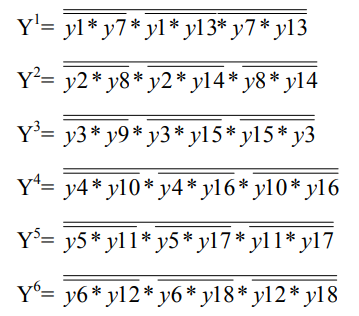 Y¹= y1* y7* y1* y13* y7* y13
Y²= y2* y8* y2* y14* y8* y14
Y³= y3* y9* y3* y15* y15* y3
Y⁴= y4* y10* y4* y16* y10* y16
Y⁵= y5* y11* y5* y17* y11* y17
Y⁶= y6* y12* y6* y18* y12* y18